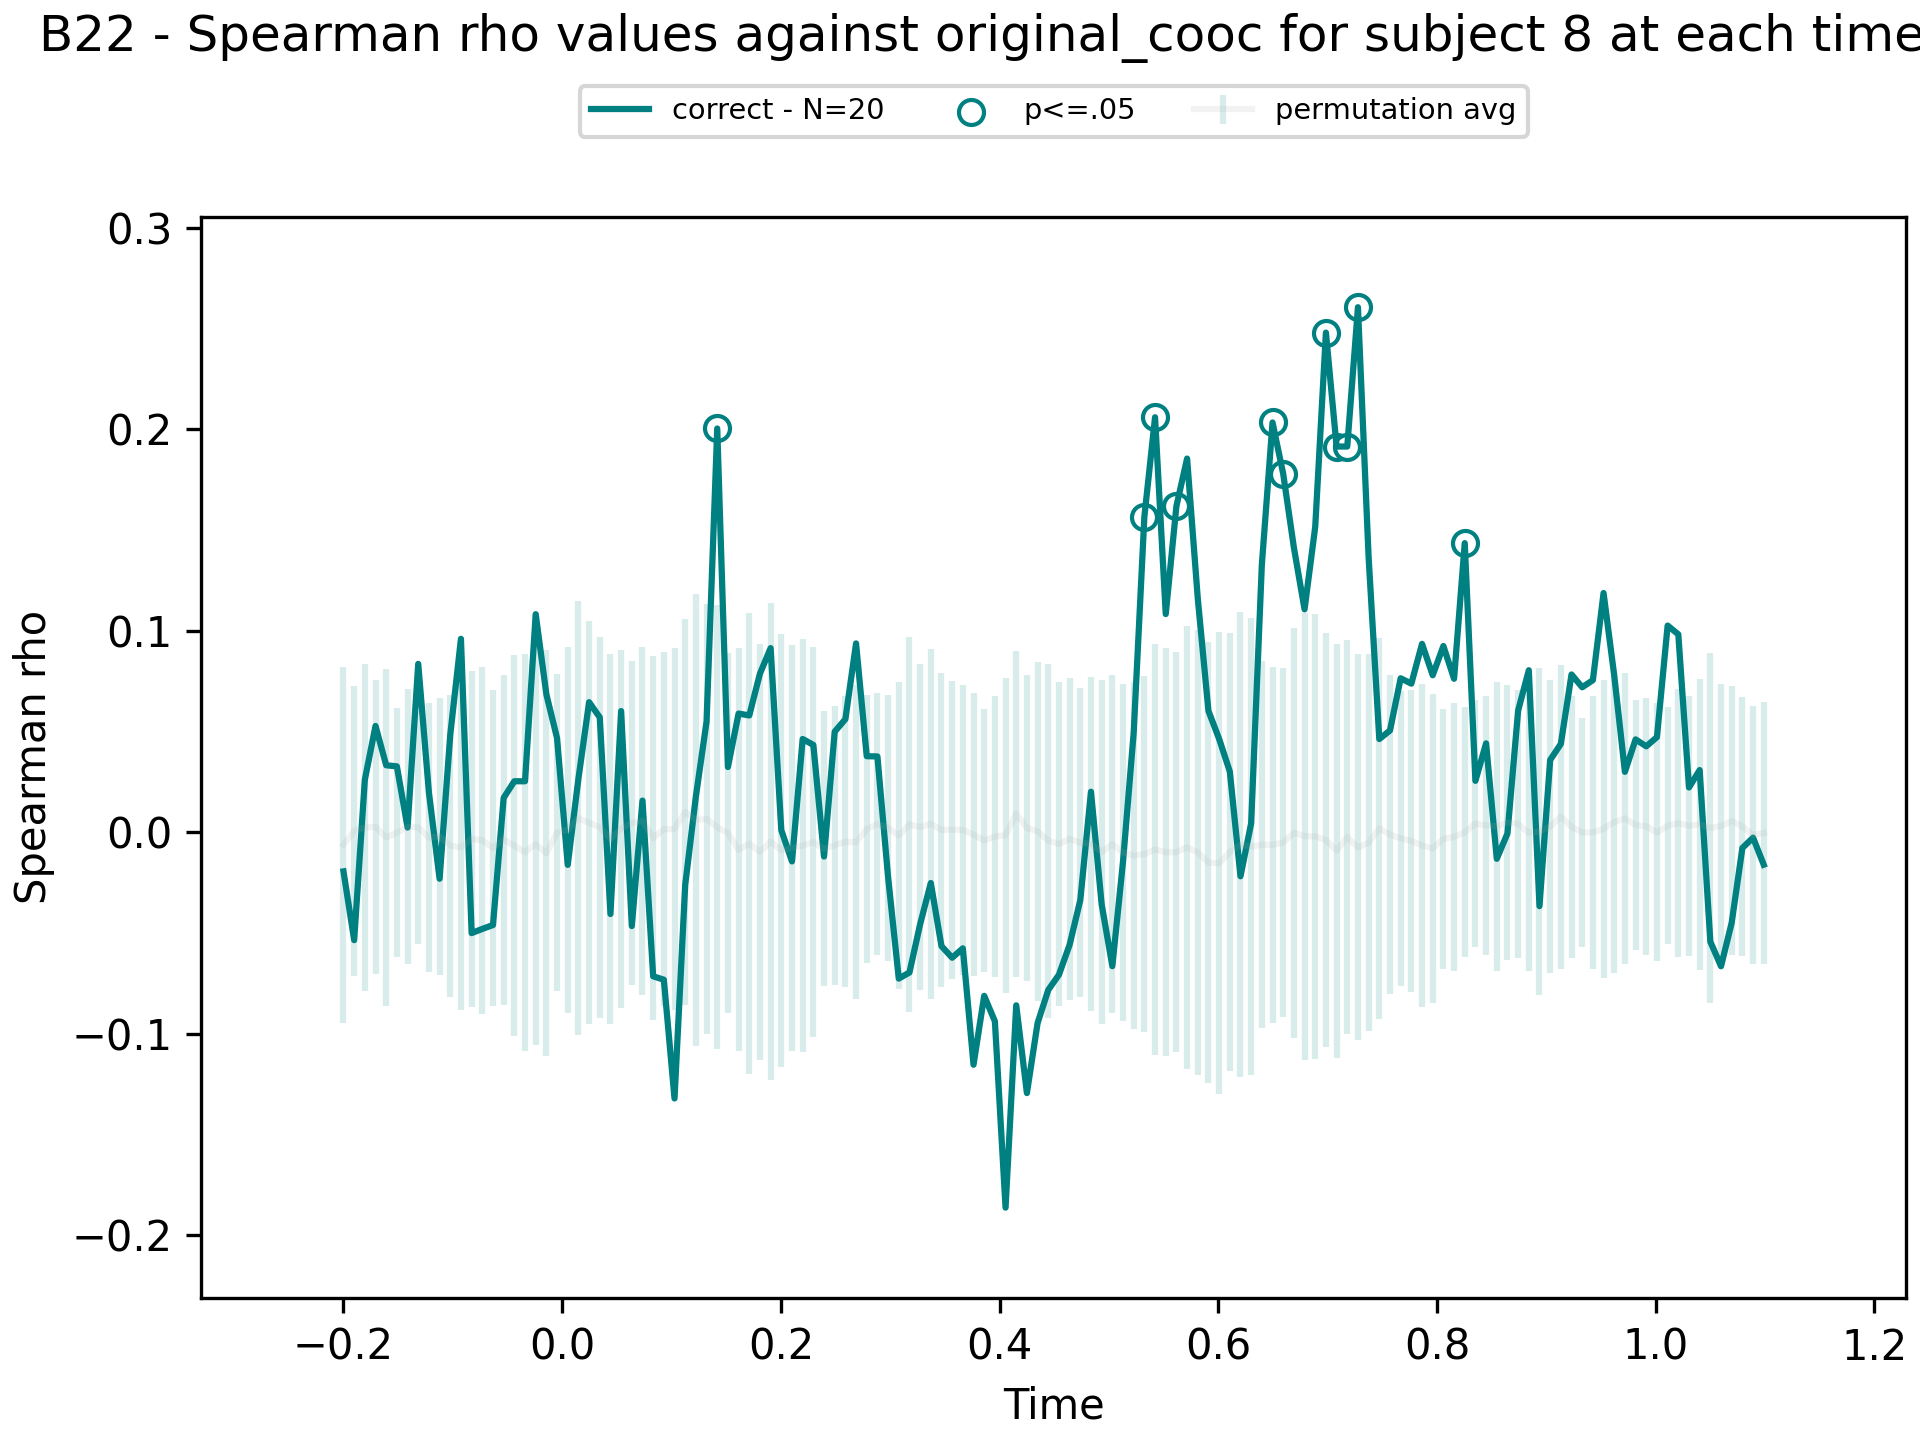 B22 - Spearman rho values against original_cooc for subject 8 at each time
correct - N=20 p<=.05 permutation avg
0.3
0.2
0.1
0.0
−0.1
−0.2
Spearman rho
−0.2 0.0 0.2 0.4 0.6 0.8 1.0 1.2
Time